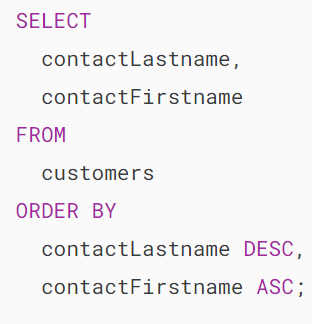 SELECT
contactLastname,
contactFirstname
FROM
customers
ORDER BY
contactLastname DESC,
contactFirstname ASC;